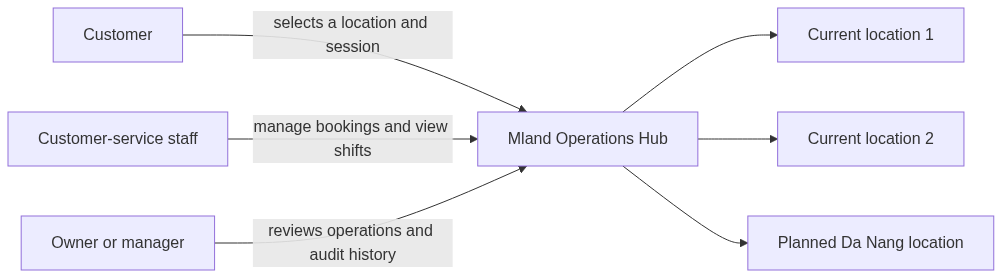 Customer
selects a location and
session
Current location 1
Customer-service staff
manage bookings and view
shifts
Mland Operations Hub
Current location 2
Owner or manager
reviews operations and
audit history
Planned Da Nang location